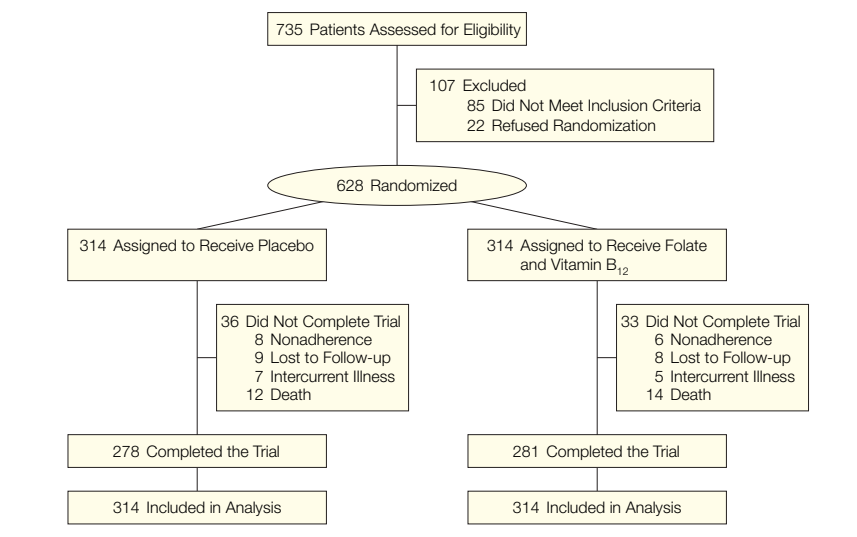 735 Patients Assessed for Eligibility
107 Excluded
85 Did Not Meet Inclusion Criteria
22 Refused Randomization
628 Randomized
314 Assigned to Receive Placebo
314 Assigned to Receive Folate
and Vitamin B12
36 Did Not Complete Trial
8 Nonadherence
9 Lost to Follow-up
7 Intercurrent Illness
12 Death
33 Did Not Complete Trial
6 Nonadherence
8 Lost to Follow-up
5 Intercurrent Illness
14 Death
278 Completed the Trial
281 Completed the Trial
314 Included in Analysis
314 Included in Analysis